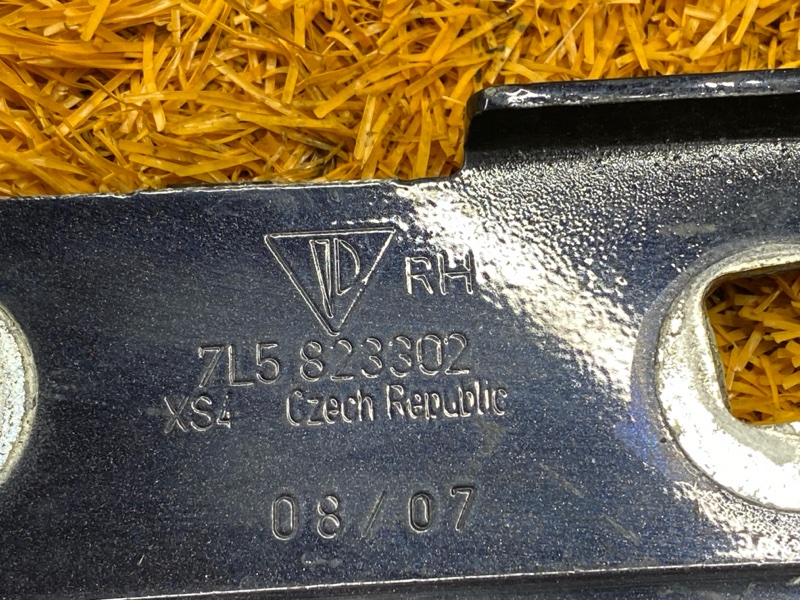 RH
7L5 823302
XS4 Czech Republic
08/07